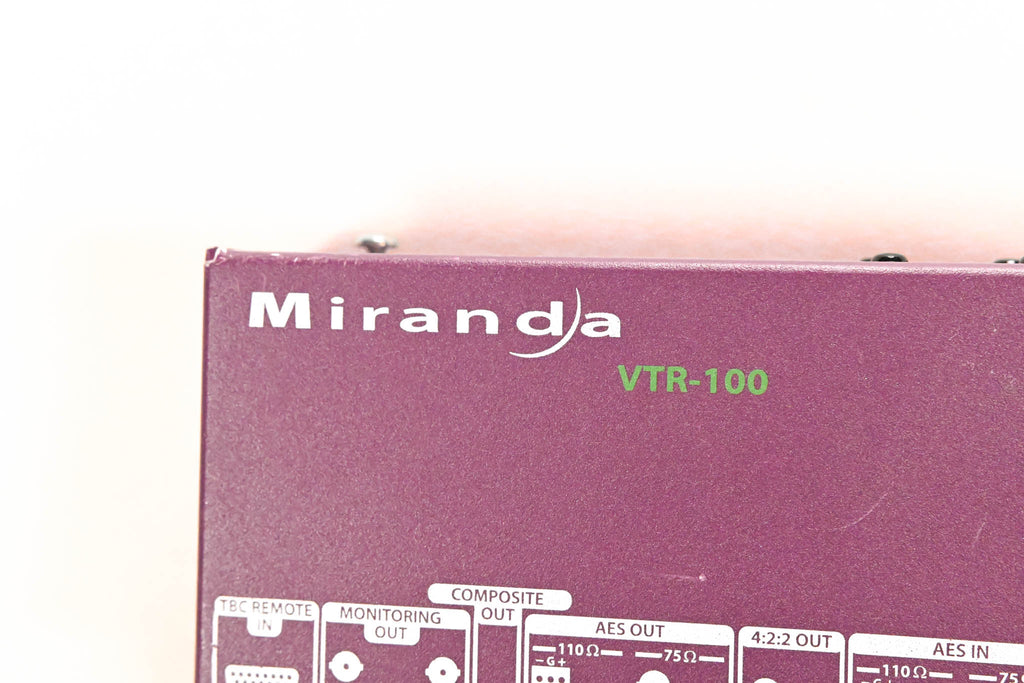 Miranda
VTR-100
COMPOSITE
OUT
TBC REMOTE
IN
MONITORING
OUT
AES OUT
110Ω
75Ω
–G+
4:2:2 OUT
AES IN
110Ω
75Ω
–G+